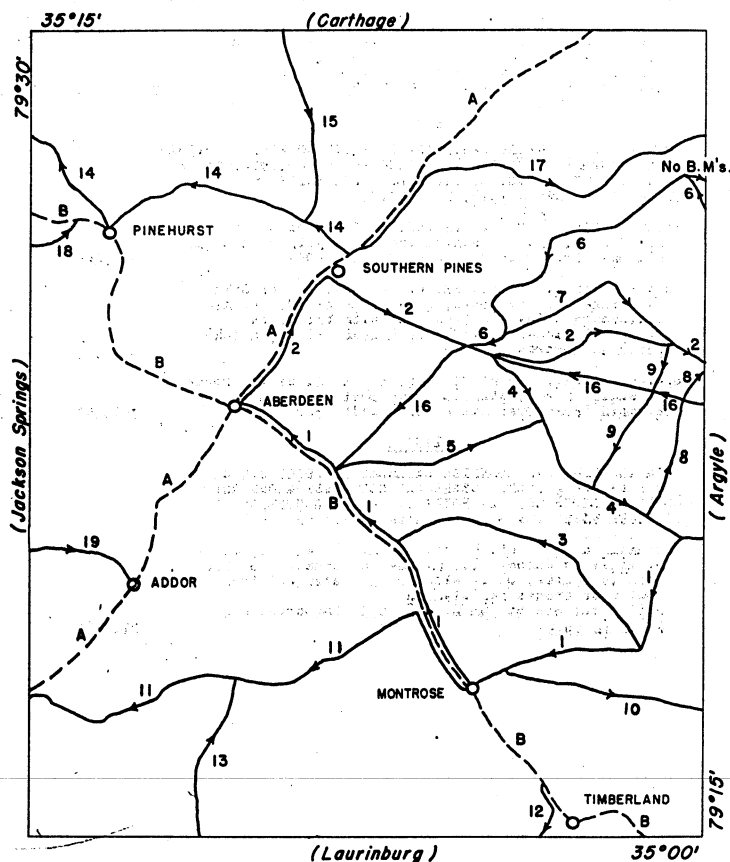 35°15'
(Carthage)
79°30'
A
15
14
14
17
No B.M's.
6
B
PINEHURST
14
18
6
SOUTHERN PINES
7
A
2
2
6
2
2
B
9
8
16
16
ABERDEEN
16
4
(Jackson Springs)
1
5
9
A
B
1
8
(Argyle)
4
19
3
ADDOR
1
A
1
1
11
11
MONTROSE
10
B
13
79°15'
TIMBERLAND
12
B
(Laurinburg)
35°00'